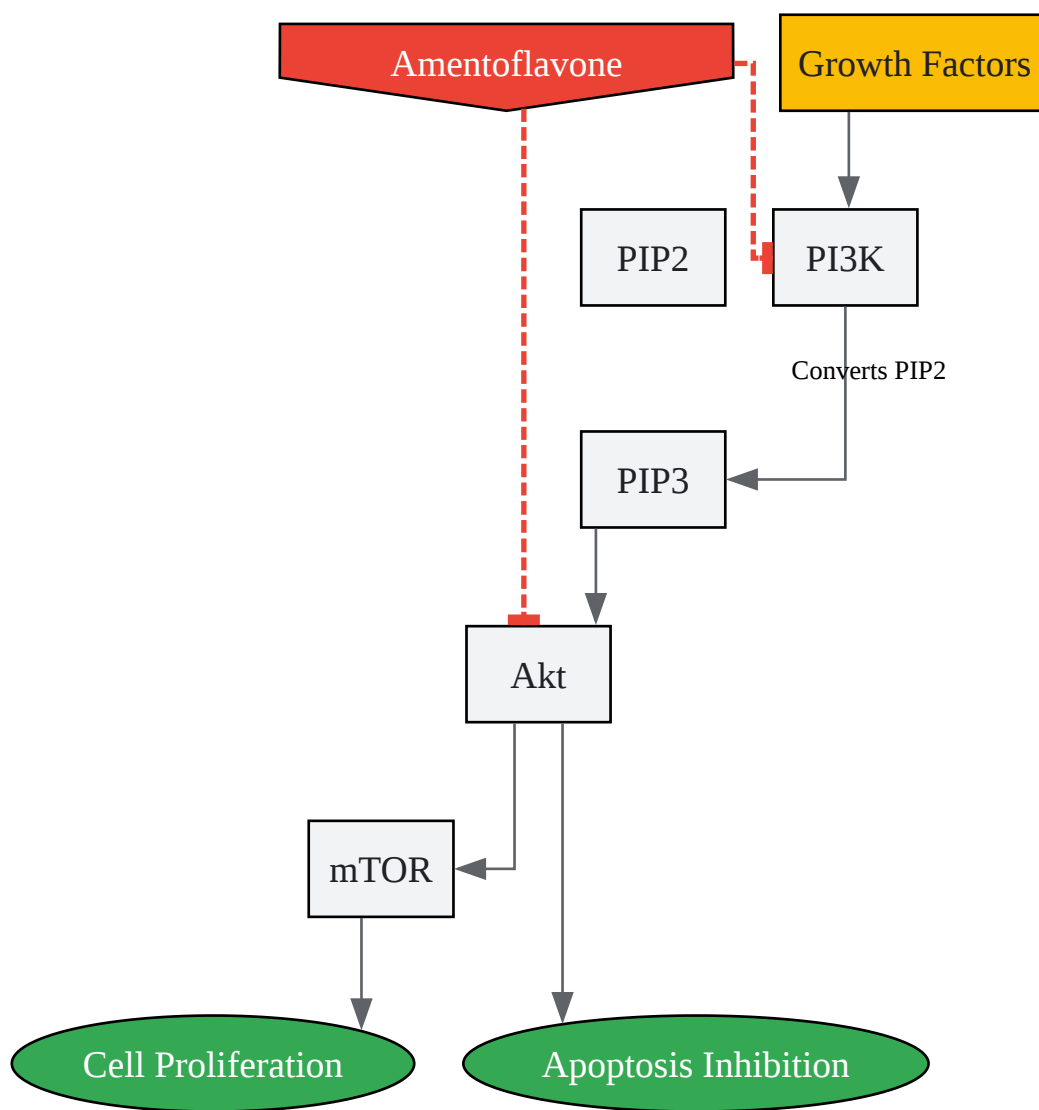 Amentoflavone
Growth Factors
PIP2
PI3K
Converts PIP2
PIP3
Akt
mTOR
Cell Proliferation
Apoptosis Inhibition